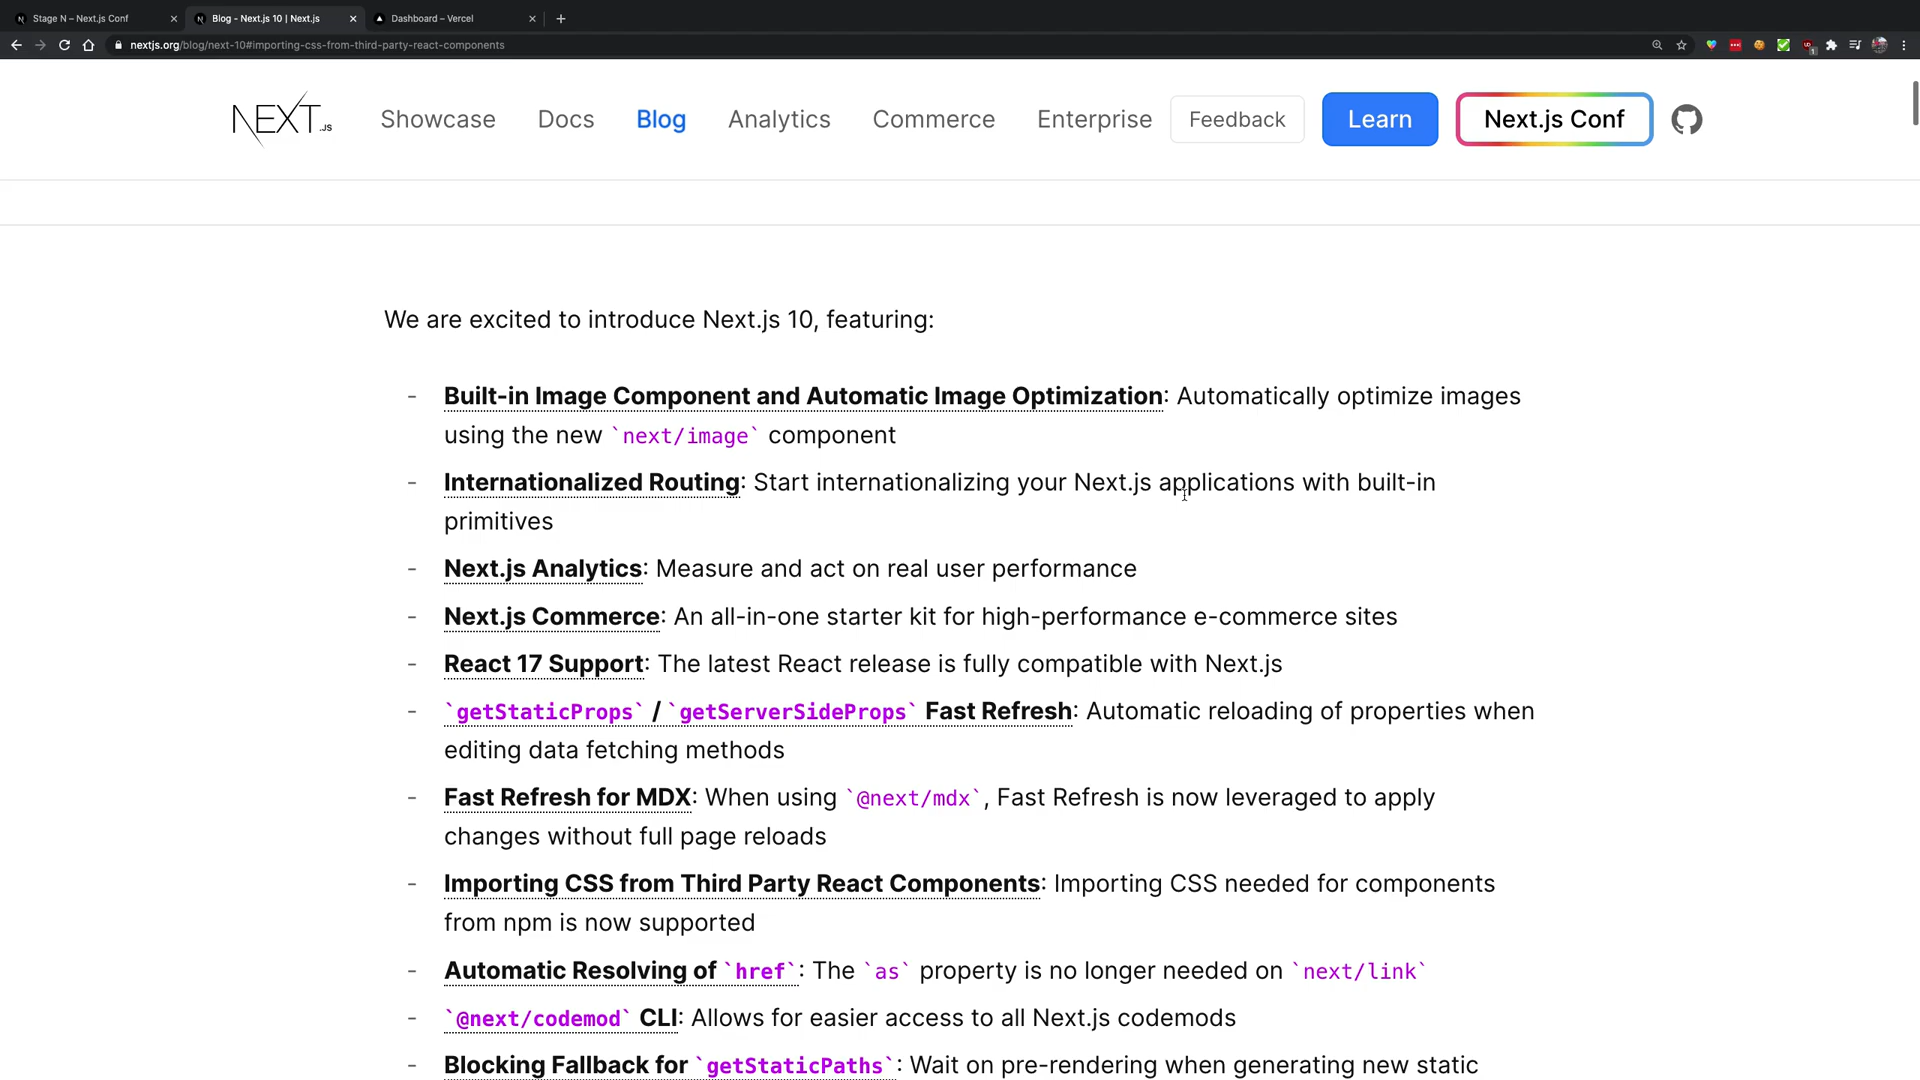 Stage N – Next.js Conf
Blog - Next.js 10 | Next.js
Dashboard – Vercel
nextjs.org/blog/next-10#importing-css-from-third-party-react-components
NEXT.JS
Showcase
Docs
Blog
Analytics
Commerce
Enterprise
Feedback
Learn
Next.js Conf
We are excited to introduce Next.js 10, featuring:
- Built-in Image Component and Automatic Image Optimization: Automatically optimize images
using the new `next/image` component
- Internationalized Routing: Start internationalizing your Next.js applications with built-in
primitives
- Next.js Analytics: Measure and act on real user performance
- Next.js Commerce: An all-in-one starter kit for high-performance e-commerce sites
- React 17 Support: The latest React release is fully compatible with Next.js
- `getStaticProps` / `getServerSideProps` Fast Refresh: Automatic reloading of properties when
editing data fetching methods
- Fast Refresh for MDX: When using `@next/mdx`, Fast Refresh is now leveraged to apply
changes without full page reloads
- Importing CSS from Third Party React Components: Importing CSS needed for components
from npm is now supported
- Automatic Resolving of `href`: The `as` property is no longer needed on `next/link`
- `@next/codemod` CLI: Allows for easier access to all Next.js codemods
- Blocking Fallback for `getStaticPaths`: Wait on pre-rendering when generating new static